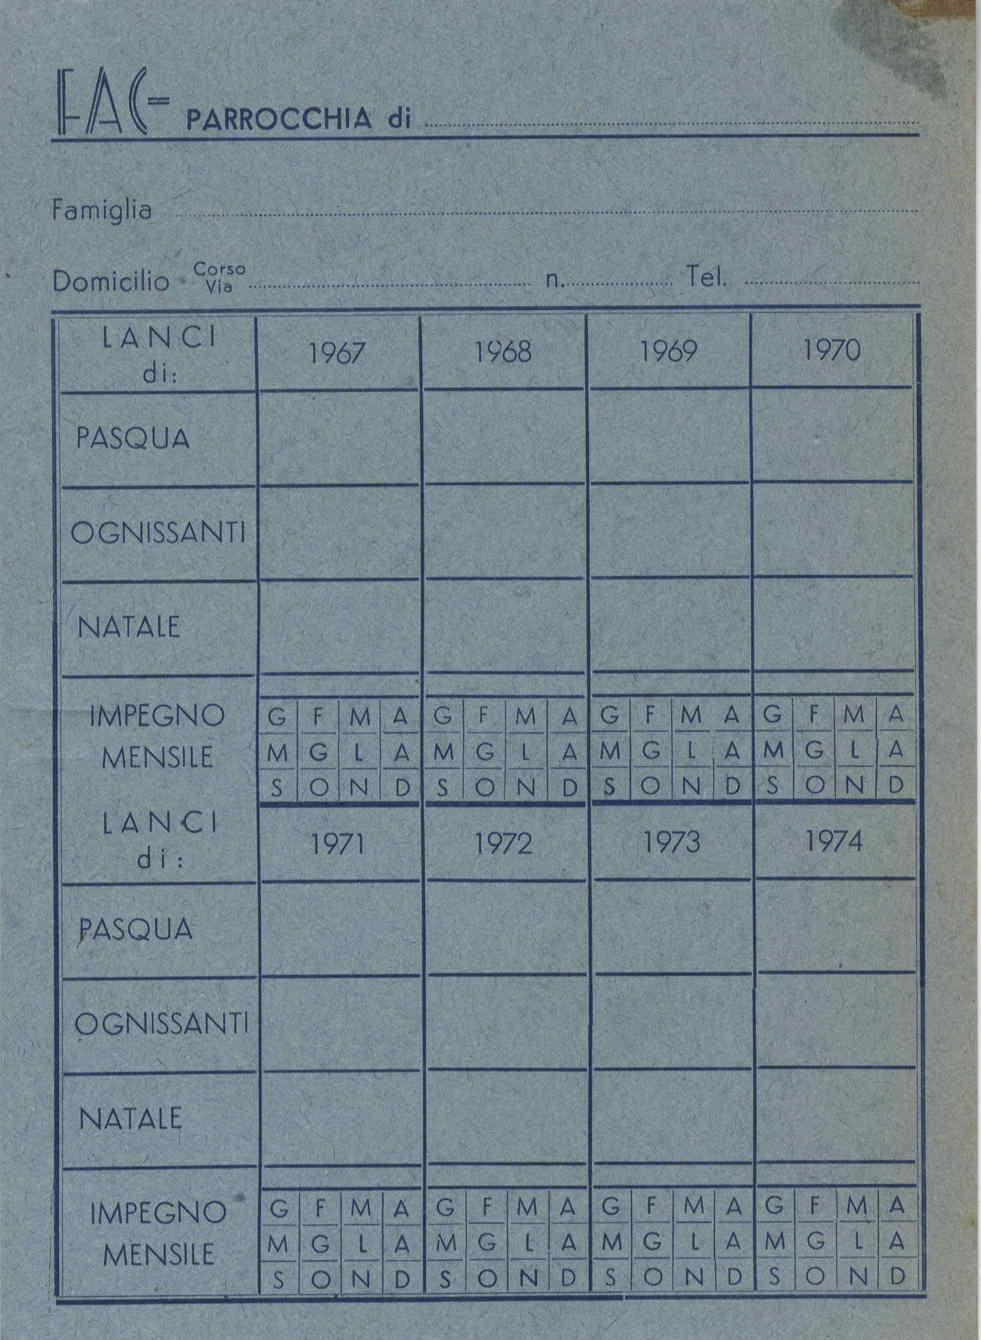 FAC- PARROCCHIA di
Famiglia
Domicilio Corso Via n. Tel.
LANCI di: 1967 1968 1969 1970
PASQUA
OGNISSANTI
NATALE
IMPEGNO MENSILE
G F M A G F M A G F M A G F M A
M G L A M G L A M G L A M G L A
S O N D S O N D S O N D S O N D
LANCI di: 1971 1972 1973 1974
PASQUA
OGNISSANTI
NATALE
IMPEGNO MENSILE
G F M A G F M A G F M A G F M A
M G L A M G L A M G L A M G L A
S O N D S O N D S O N D S O N D